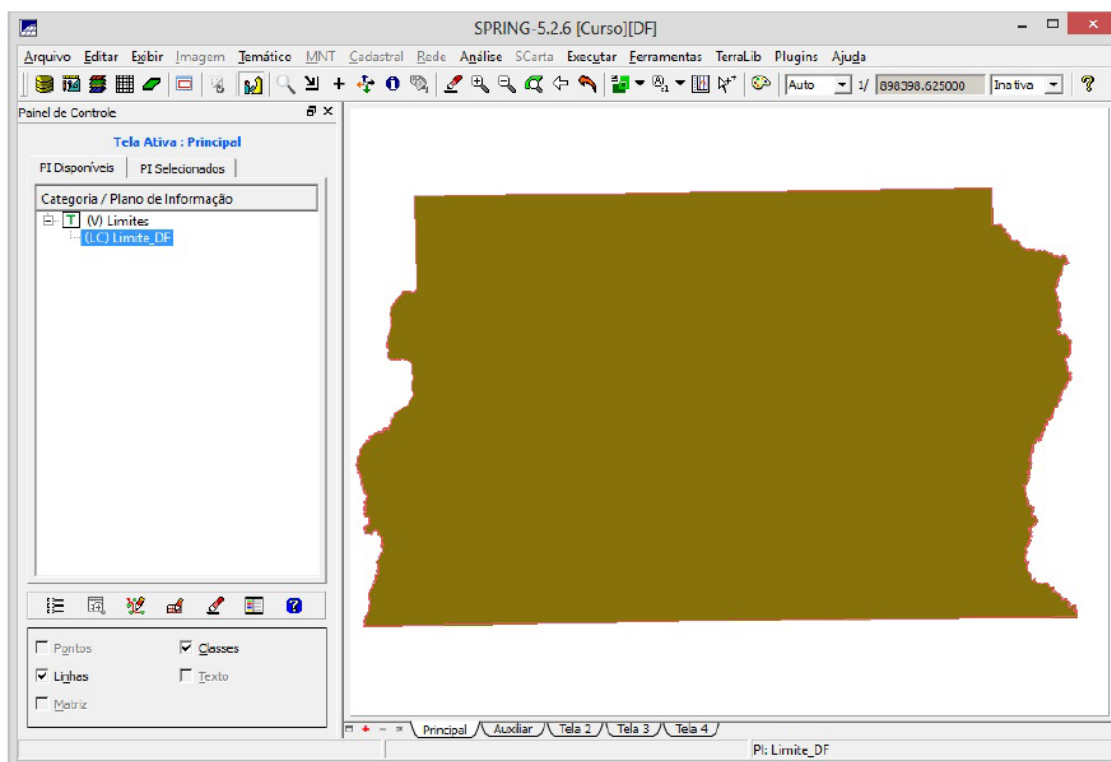 SPRING-5.2.6 [Curso][DF]
Arquivo Editar Exibir Imagem Temático MNT Cadastral Rede Análise SCarta Executar Ferramentas TerraLib Plugins Ajuda
Auto 1/ 898398.625000 Inativa
Painel de Controle
Tela Ativa : Principal
PI Disponíveis PI Selecionados
Categoria / Plano de Informação
T (V) Limites
(LC) Limite_DF
Pontos Classes
Linhas Texto
Matriz
Principal Auxiliar Tela 2 Tela 3 Tela 4
PI: Limite_DF